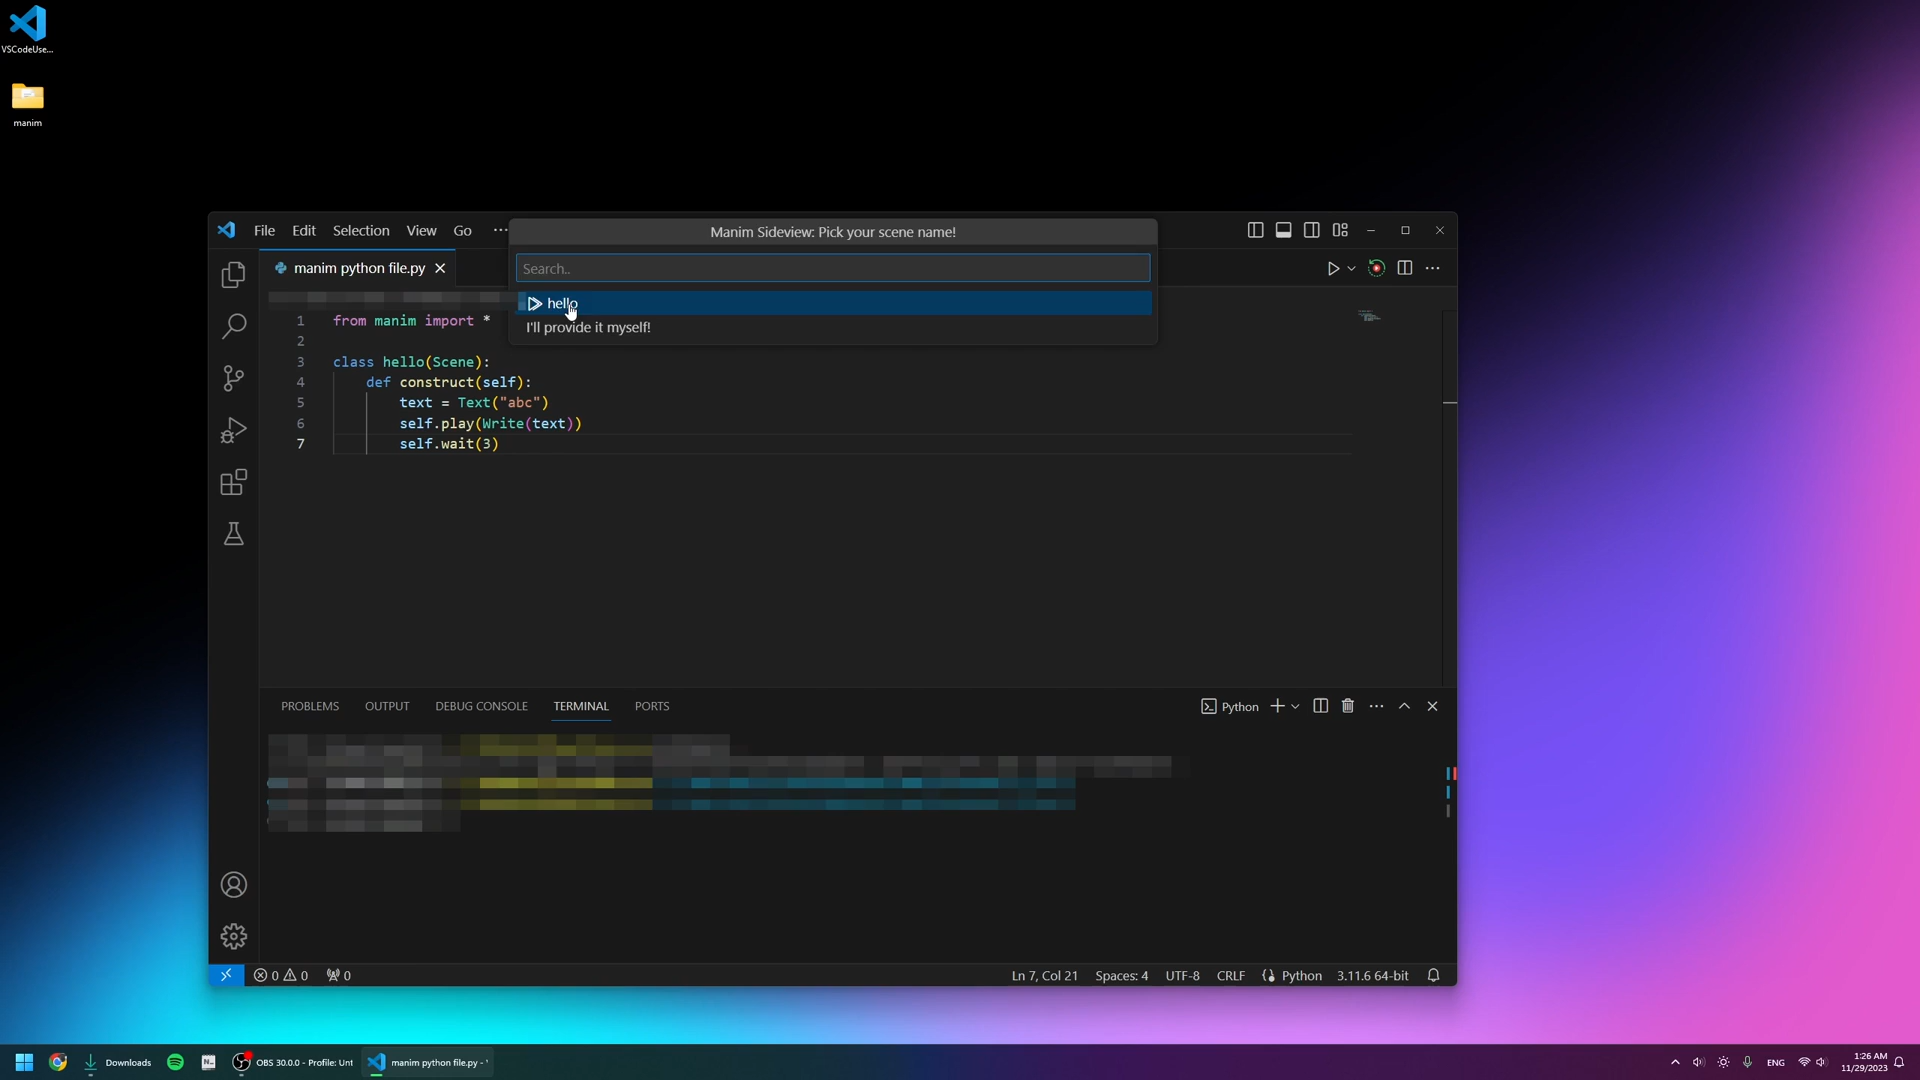 VSCodeUse...
manim
File Edit Selection View Go ...
Manim Sideview: Pick your scene name!
manim python file.py
Search..
hello
I'll provide it myself!
1 from manim import *
2
3 class hello(Scene):
4 def construct(self):
5 text = Text("abc")
6 self.play(Write(text))
7 self.wait(3)
PROBLEMS OUTPUT DEBUG CONSOLE TERMINAL PORTS
Python
0 0 0
Ln 7, Col 21 Spaces: 4 UTF-8 CRLF Python 3.11.6 64-bit
Downloads
OBS 30.0.0 - Profile: Unt
manim python file.py - '
ENG
1:26 AM
11/29/2023